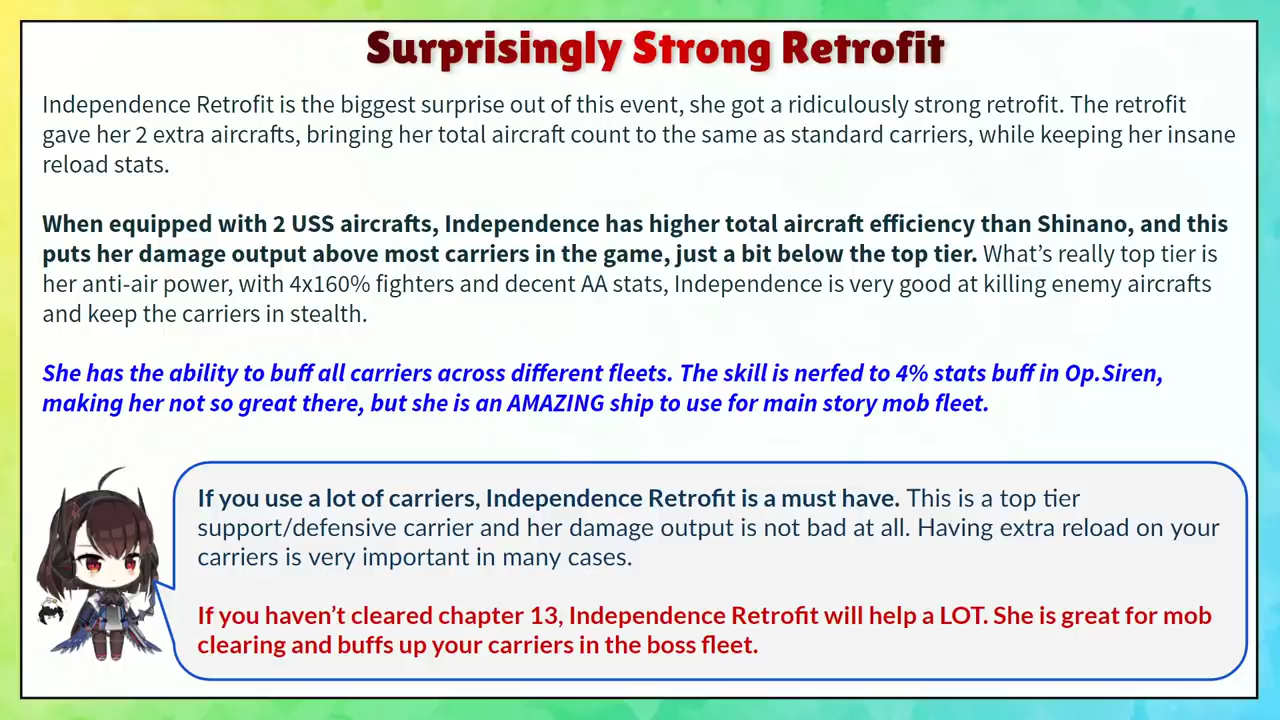 Surprisingly Strong Retrofit
Independence Retrofit is the biggest surprise out of this event, she got a ridiculously strong retrofit. The retrofit
gave her 2 extra aircrafts, bringing her total aircraft count to the same as standard carriers, while keeping her insane
reload stats.
When equipped with 2 USS aircrafts, Independence has higher total aircraft efficiency than Shinano, and this
puts her damage output above most carriers in the game, just a bit below the top tier. What’s really top tier is
her anti-air power, with 4x160% fighters and decent AA stats, Independence is very good at killing enemy aircrafts
and keep the carriers in stealth.
She has the ability to buff all carriers across different fleets. The skill is nerfed to 4% stats buff in Op.Siren,
making her not so great there, but she is an AMAZING ship to use for main story mob fleet.
If you use a lot of carriers, Independence Retrofit is a must have. This is a top tier
support/defensive carrier and her damage output is not bad at all. Having extra reload on your
carriers is very important in many cases.
If you haven’t cleared chapter 13, Independence Retrofit will help a LOT. She is great for mob
clearing and buffs up your carriers in the boss fleet.